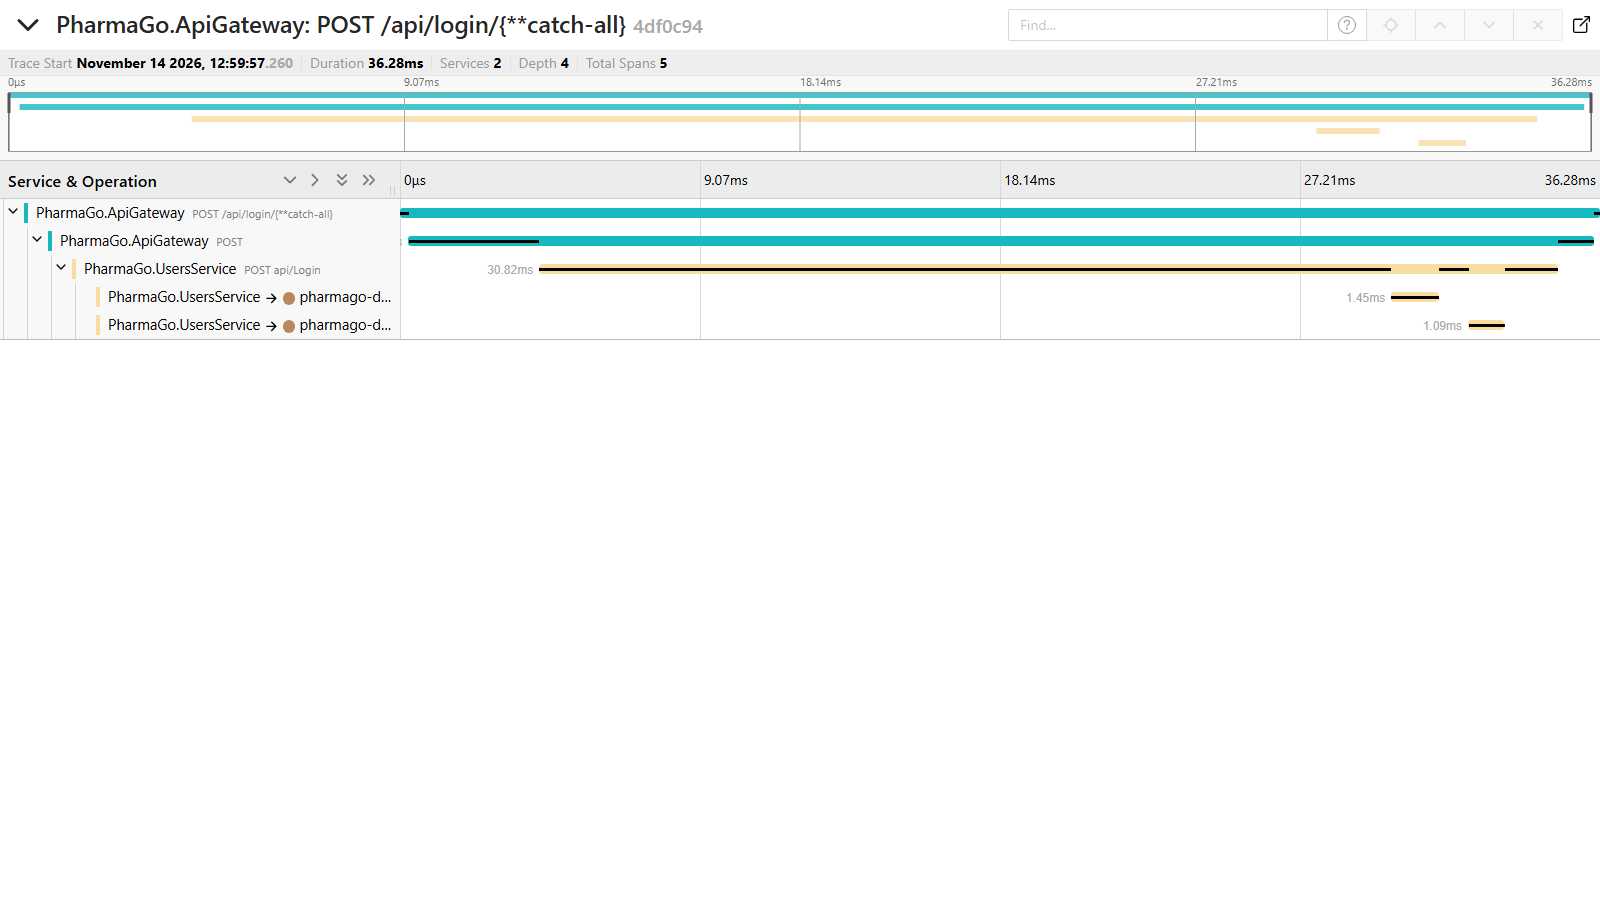 PharmaGo.ApiGateway: POST /api/login/{**catch-all} 4df0c94
Find...
Trace Start November 14 2026, 12:59:57.260 Duration 36.28ms Services 2 Depth 4 Total Spans 5
0μs 9.07ms 18.14ms 27.21ms 36.28ms
Service & Operation 0μs 9.07ms 18.14ms 27.21ms 36.28ms
PharmaGo.ApiGateway POST /api/login/{**catch-all}
PharmaGo.ApiGateway POST
PharmaGo.UsersService POST api/Login 30.82ms
PharmaGo.UsersService → pharmago-d... 1.45ms
PharmaGo.UsersService → pharmago-d... 1.09ms